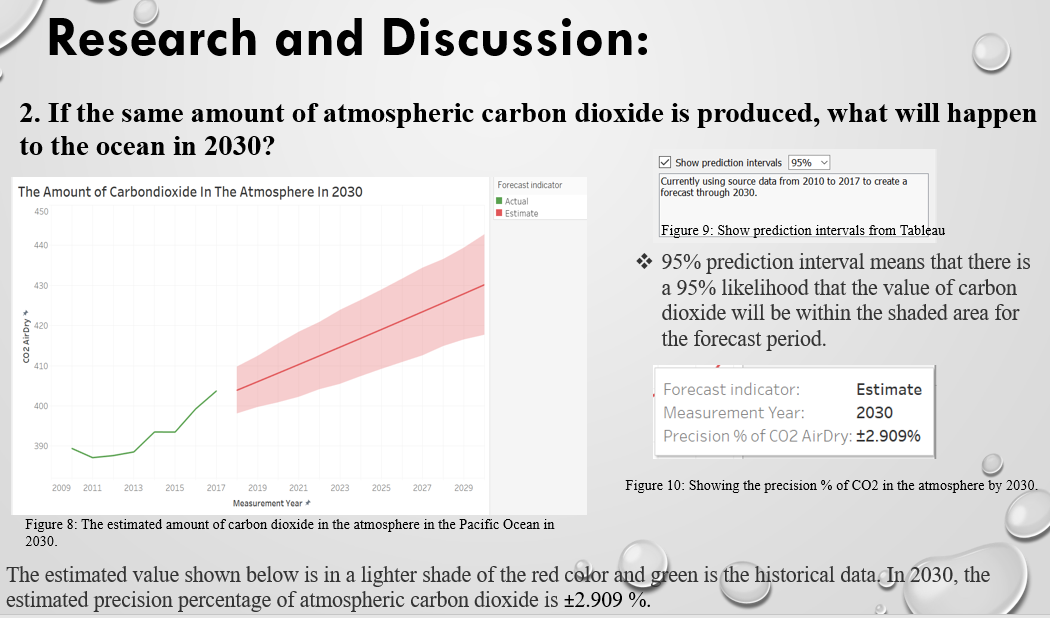 Research and Discussion:
2. If the same amount of atmospheric carbon dioxide is produced, what will happen
to the ocean in 2030?
The Amount of Carbondioxide In The Atmosphere In 2030
450
440
430
420
410
400
390
CO2 AirDry
2009 2011 2013 2015 2017 2019 2021 2023 2025 2027 2029
Measurement Year
Forecast indicator
Actual
Estimate
Figure 8: The estimated amount of carbon dioxide in the atmosphere in the Pacific Ocean in
2030.
Show prediction intervals 95%
Currently using source data from 2010 to 2017 to create a
forecast through 2030.
Figure 9: Show prediction intervals from Tableau
❖ 95% prediction interval means that there is
a 95% likelihood that the value of carbon
dioxide will be within the shaded area for
the forecast period.
Forecast indicator: Estimate
Measurement Year: 2030
Precision % of CO2 AirDry: ±2.909%
Figure 10: Showing the precision % of CO2 in the atmosphere by 2030.
The estimated value shown below is in a lighter shade of the red color and green is the historical data. In 2030, the
estimated precision percentage of atmospheric carbon dioxide is ±2.909 %.